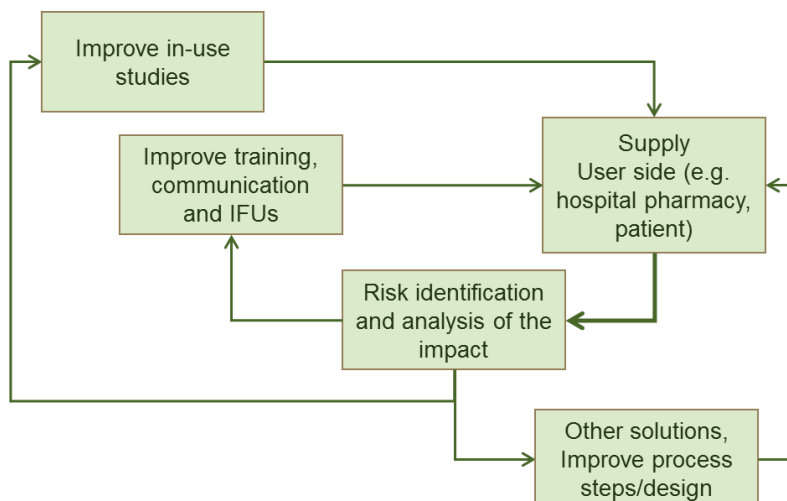 Improve in-use
studies
Improve training,
communication
and IFUs
Supply
User side (e.g.
hospital pharmacy,
patient)
Risk identification
and analysis of the
impact
Other solutions,
Improve process
steps/design